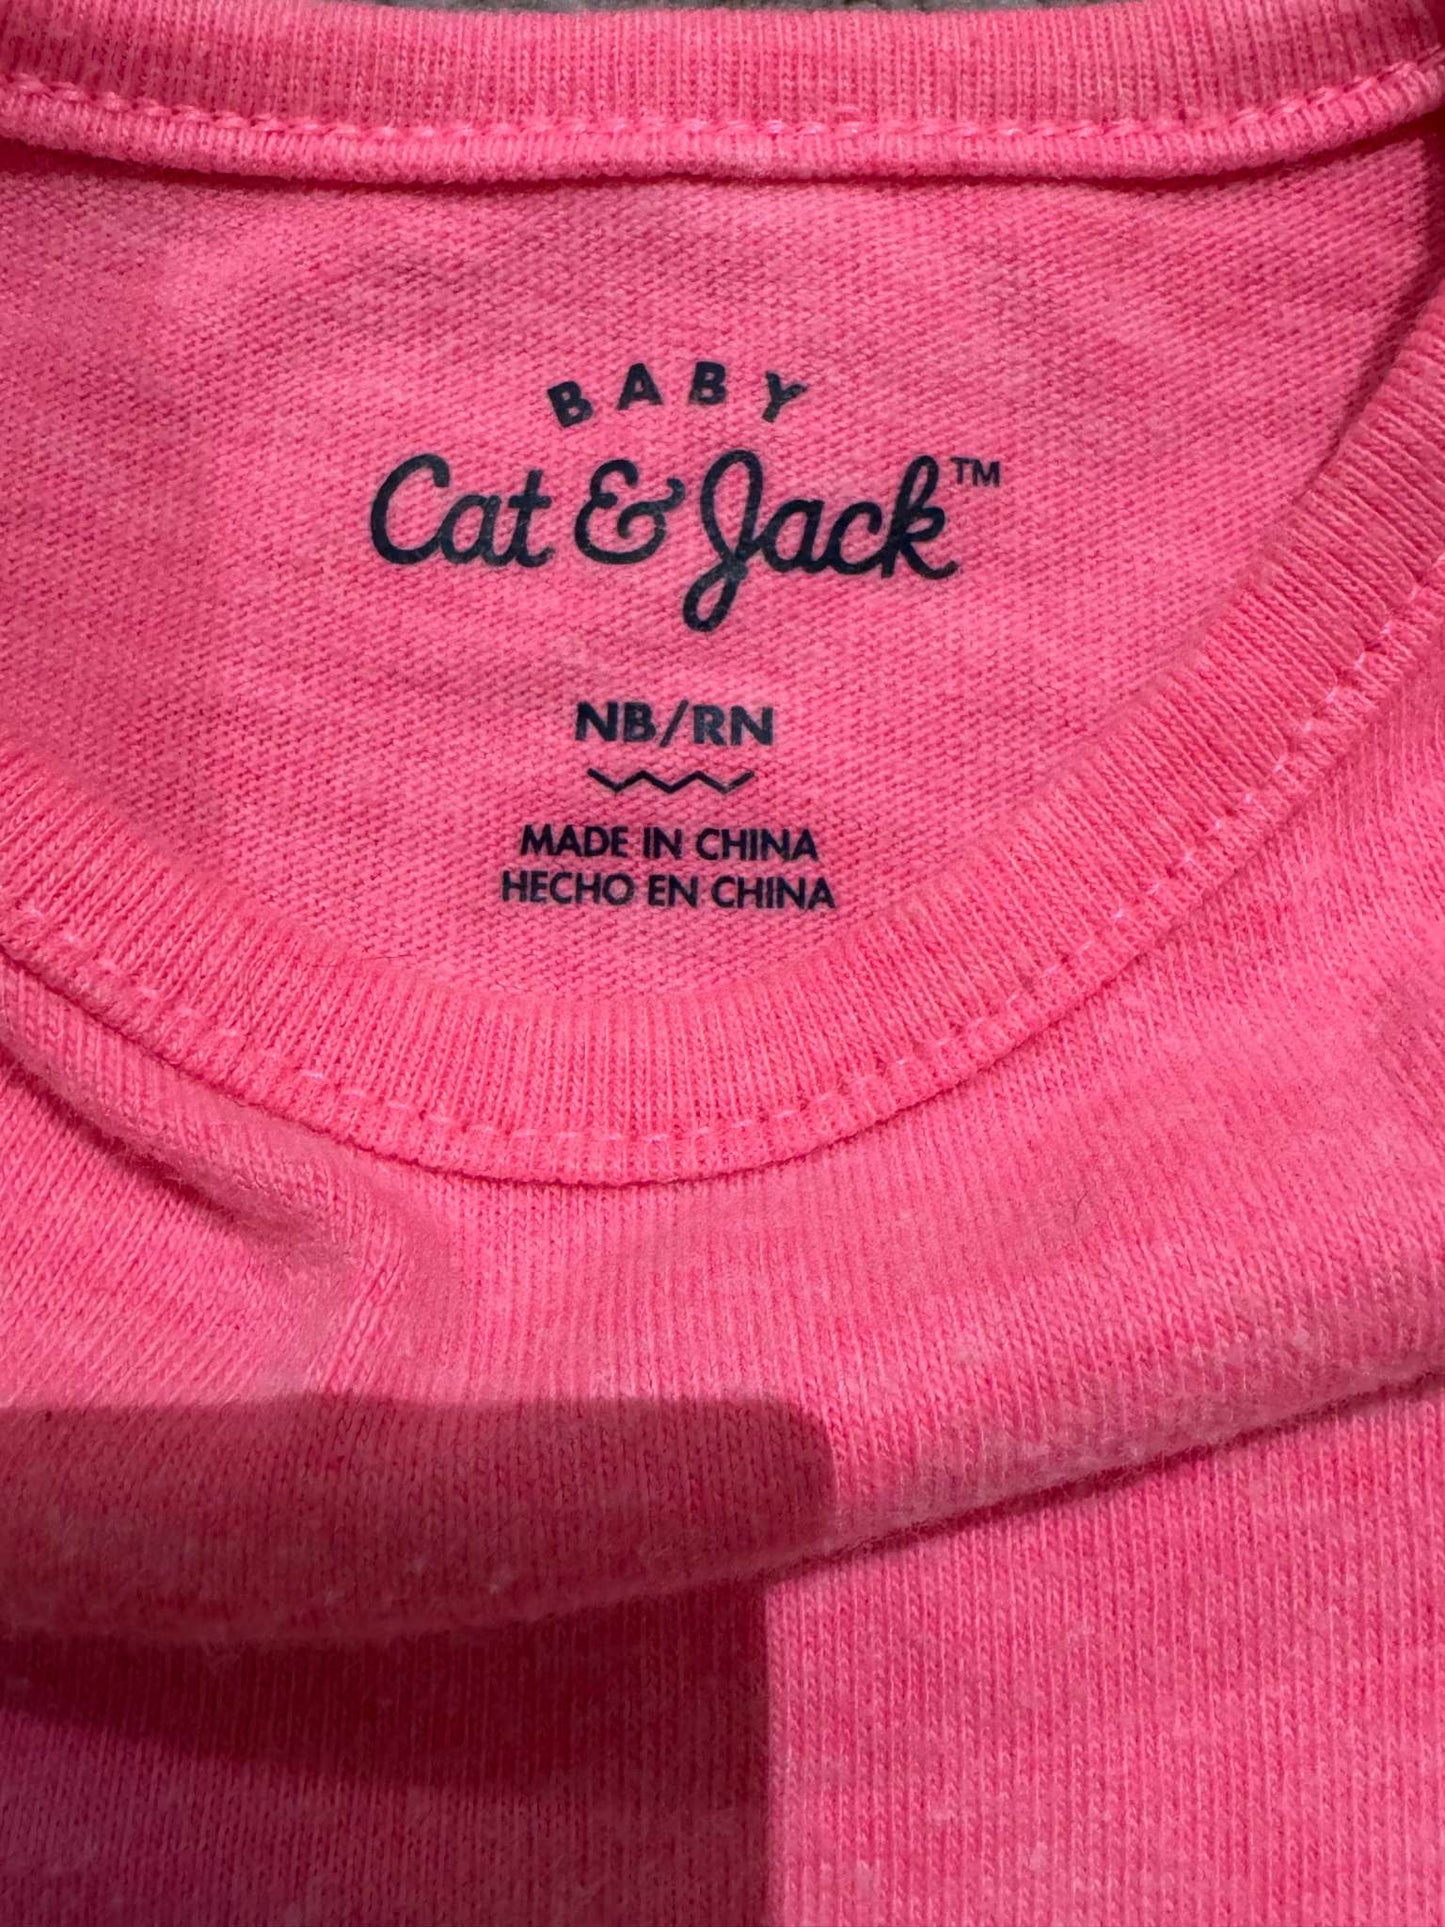 BABY
Cat & Jack™
NB/RN
MADE IN CHINA
HECHO EN CHINA